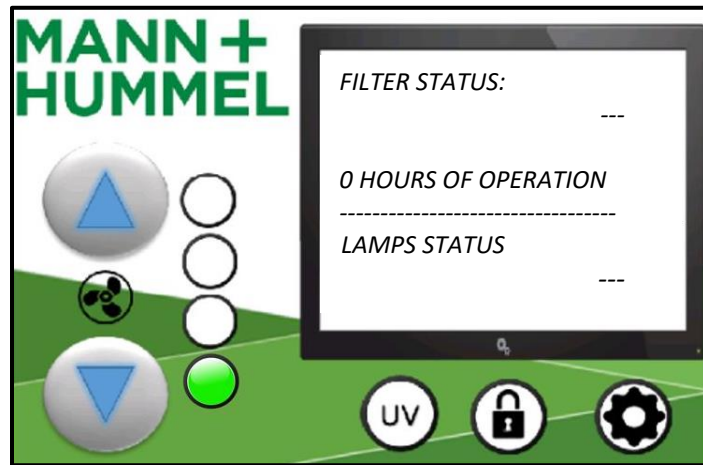 MANN+
HUMMEL
FILTER STATUS:
---
0 HOURS OF OPERATION
----------------------------------
LAMPS STATUS
---
UV